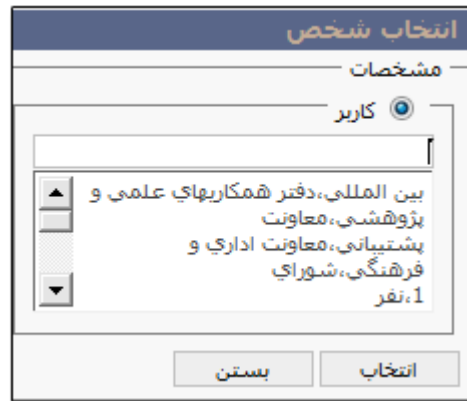 انتخاب شخص
مشخصات
کاربر
بين المللي،دفتر همکاريهاي علمي و
پژوهشي،معاونت
پشتيباني،معاونت اداري و
فرهنگي،شوراي
1،نفر
انتخاب
بستن